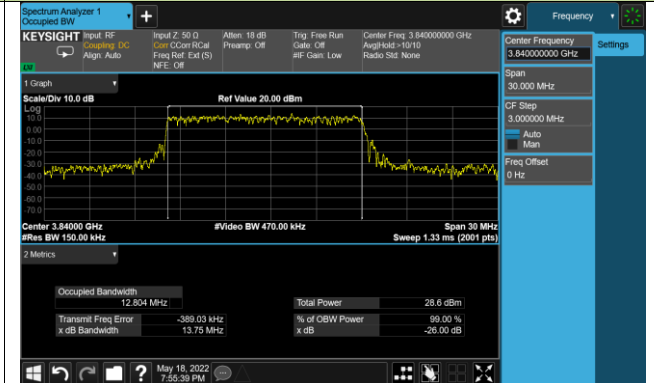 Spectrum Analyzer 1
Occupied BW
+
Frequency
KEYSIGHT
Input: RF
Coupling: DC
Align: Auto
Input Z: 50 Ω
Corr CCorr RCal
Freq Ref: Ext (S)
NFE: Off
Atten: 18 dB
Preamp: Off
Trig: Free Run
Gate: Off
#IF Gain: Low
Center Freq: 3.840000000 GHz
Avg|Hold:>10/10
Radio Std: None
Center Frequency
3.840000000 GHz
Settings
Span
30.000 MHz
CF Step
3.000000 MHz
Auto
Man
Freq Offset
0 Hz
1 Graph
Scale/Div 10.0 dB
Ref Value 20.00 dBm
Log
10.0
0.00
-10.0
-20.0
-30.0
-40.0
-50.0
-60.0
-70.0
Center 3.84000 GHz
#Video BW 470.00 kHz
Span 30 MHz
#Res BW 150.00 kHz
Sweep 1.33 ms (2001 pts)
2 Metrics
Occupied Bandwidth
12.804 MHz
Total Power
28.6 dBm
Transmit Freq Error
-389.03 kHz
% of OBW Power
99.00 %
x dB Bandwidth
13.75 MHz
x dB
-26.00 dB
?
May 18, 2022
7:55:39 PM